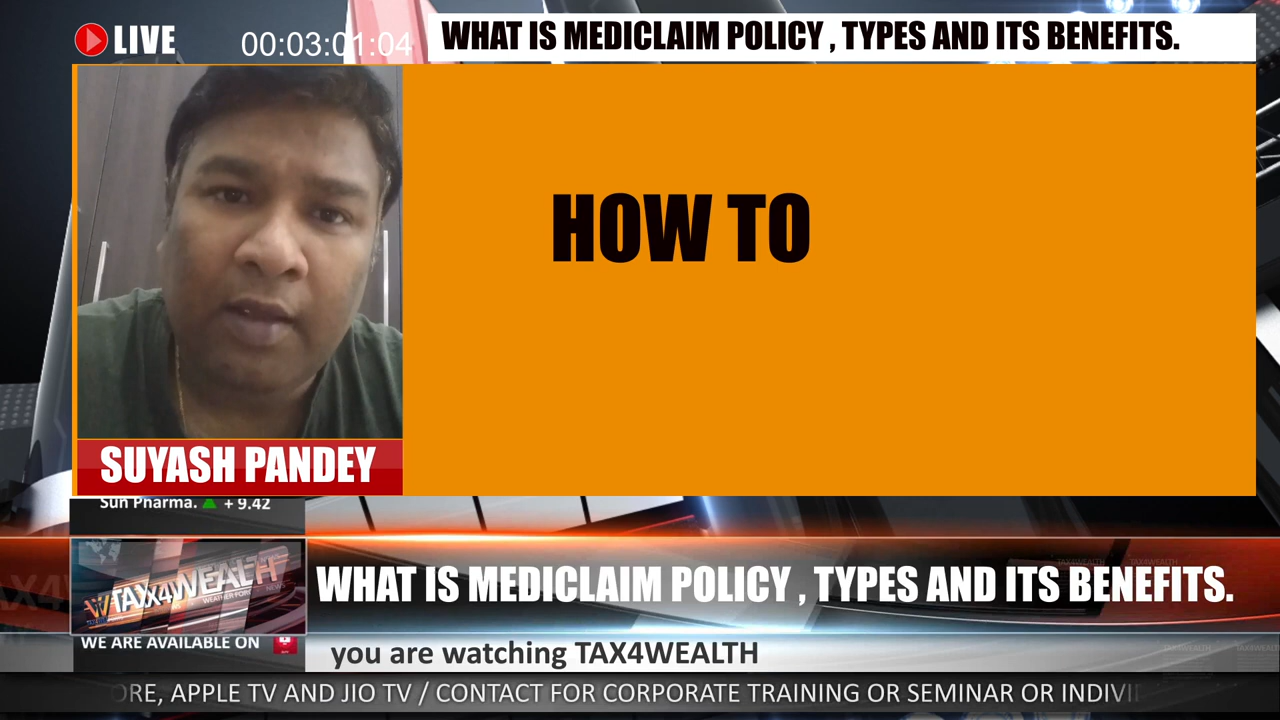 LIVE
00:03:01:04
WHAT IS MEDICLAIM POLICY , TYPES AND ITS BENEFITS.
HOW TO
SUYASH PANDEY
Sun Pharma. ▲ + 9.42
TAX4WEALTH
WHAT IS MEDICLAIM POLICY , TYPES AND ITS BENEFITS.
WE ARE AVAILABLE ON
you are watching TAX4WEALTH
ORE, APPLE TV AND JIO TV / CONTACT FOR CORPORATE TRAINING OR SEMINAR OR INDIVI